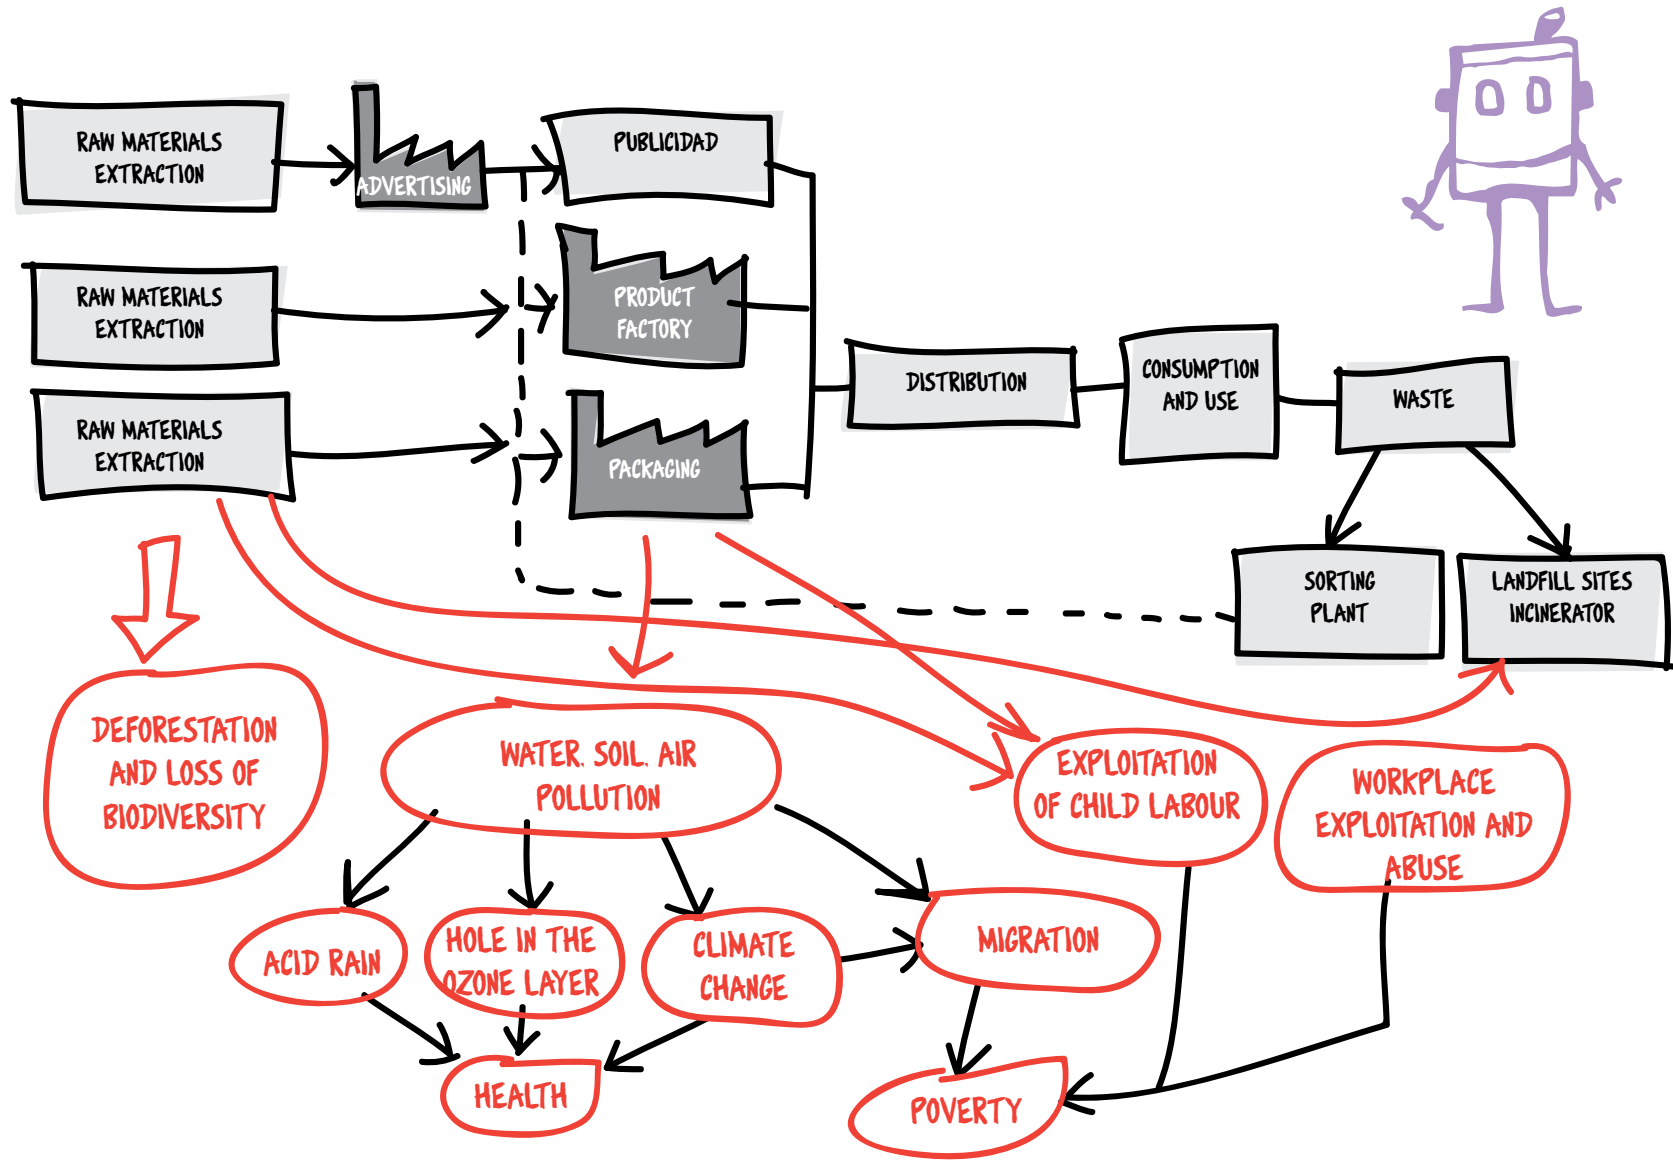 RAW MATERIALS
EXTRACTION
ADVERTISING
PUBLICIDAD
RAW MATERIALS
EXTRACTION
PRODUCT
FACTORY
RAW MATERIALS
EXTRACTION
PACKAGING
DISTRIBUTION
CONSUMPTION
AND USE
WASTE
SORTING
PLANT
LANDFILL SITES
INCINERATOR
DEFORESTATION
AND LOSS OF
BIODIVERSITY
WATER, SOIL, AIR
POLLUTION
EXPLOITATION
OF CHILD LABOUR
WORKPLACE
EXPLOITATION AND
ABUSE
ACID RAIN
HOLE IN THE
OZONE LAYER
CLIMATE
CHANGE
MIGRATION
HEALTH
POVERTY